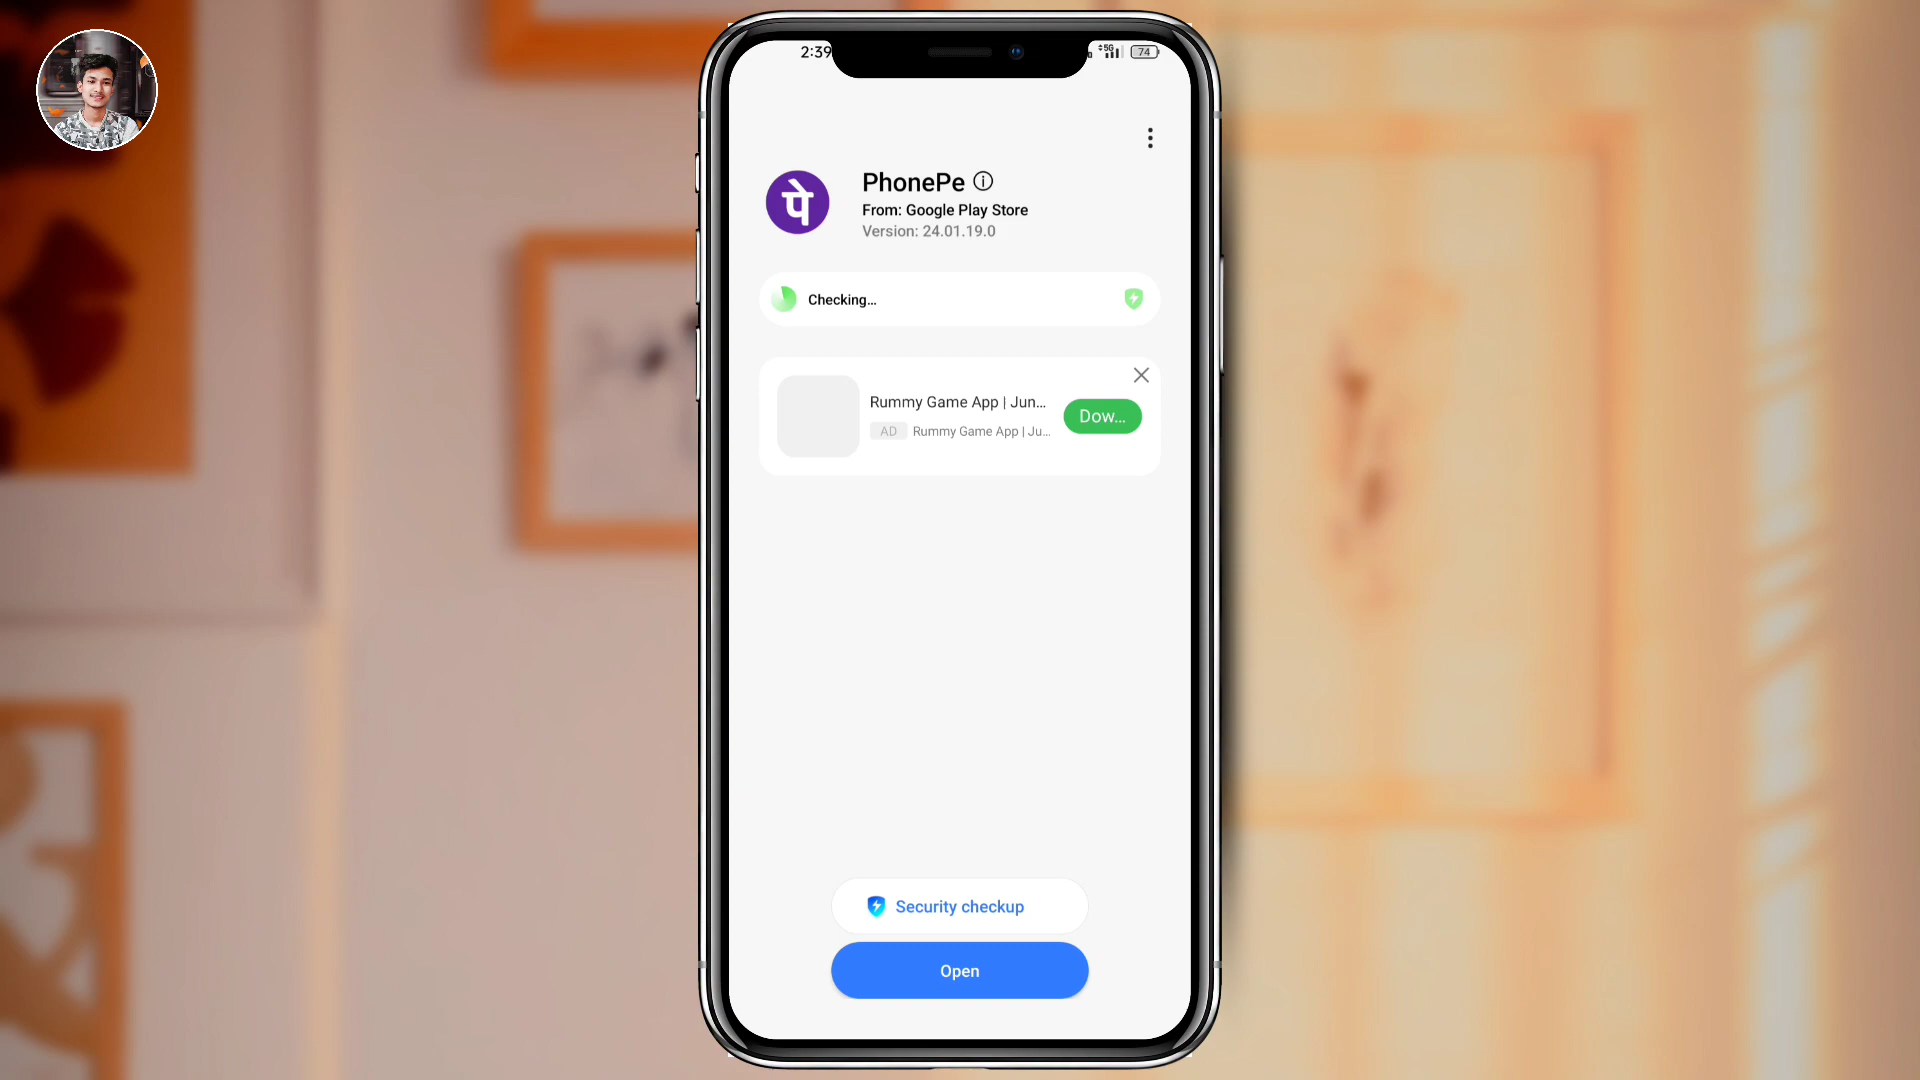 2:39
5G
74
पे
PhonePe
From: Google Play Store
Version: 24.01.19.0
Checking...
Rummy Game App | Jun...
Dow...
AD Rummy Game App | Ju...
Security checkup
Open